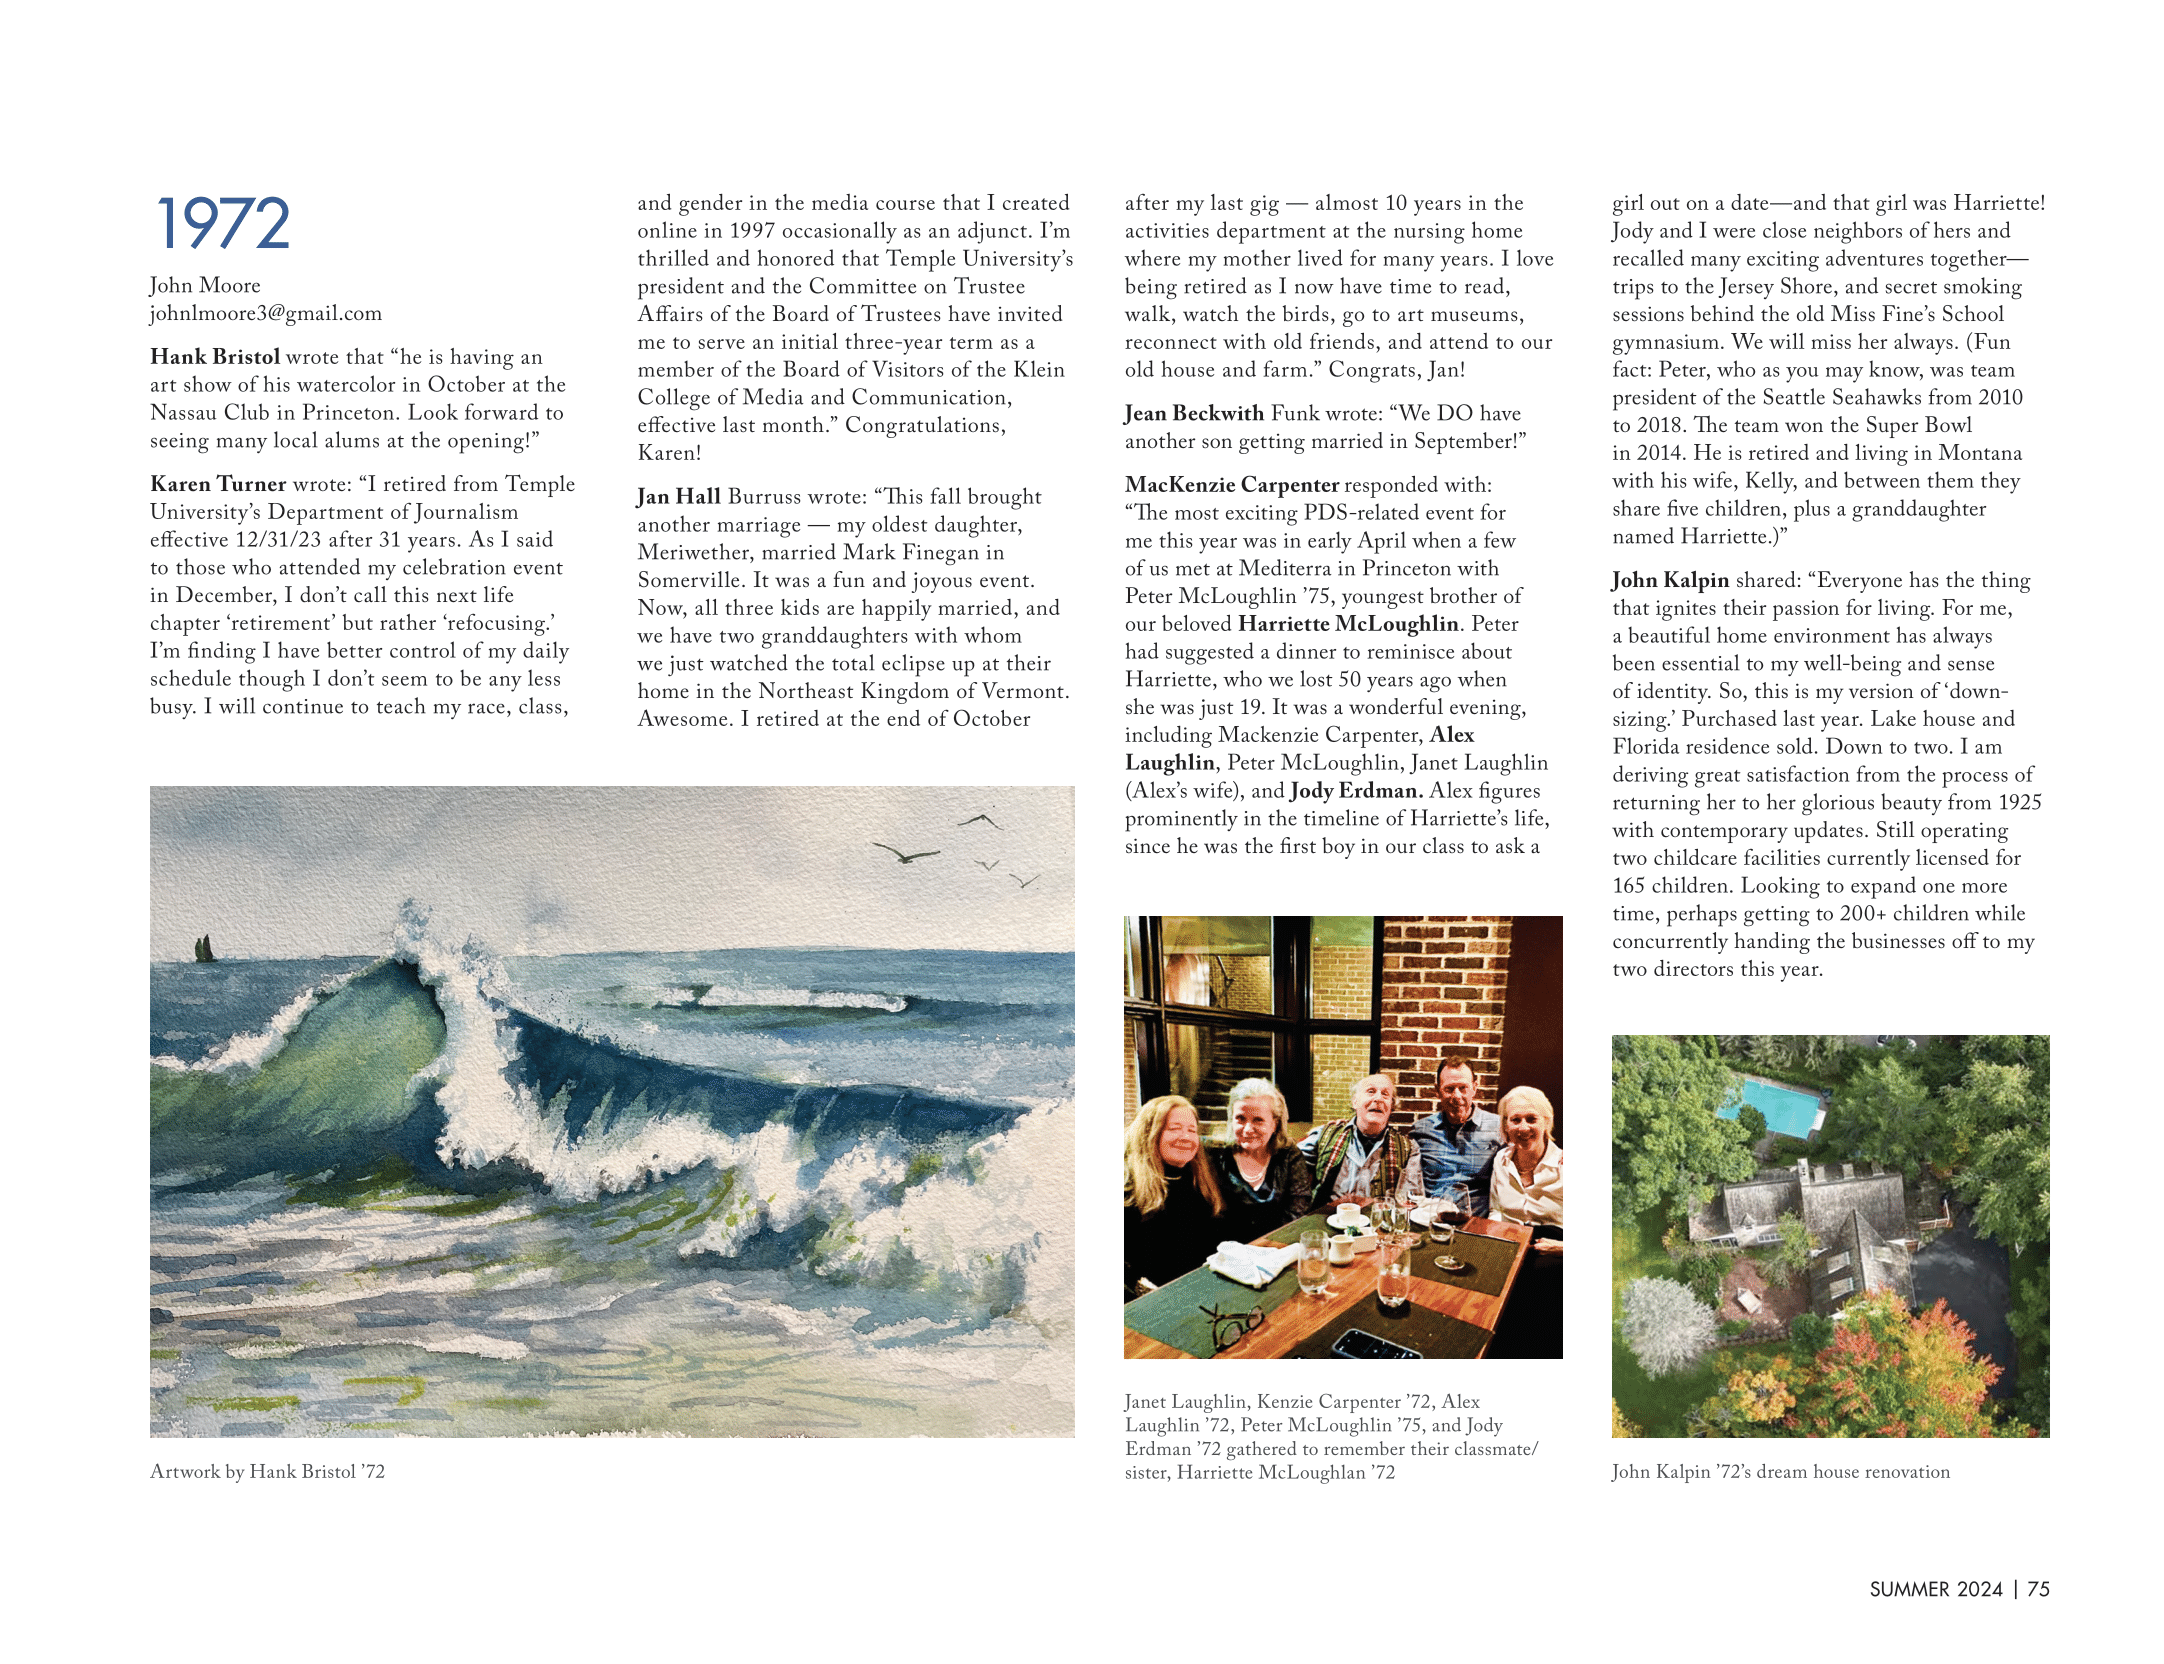 1972
John Moore
johnlmoore3@gmail.com
Hank Bristol wrote that “he is having an
art show of his watercolor in October at the
Nassau Club in Princeton. Look forward to
seeing many local alums at the opening!”
Karen Turner wrote: “I retired from Temple
University’s Department of Journalism
effective 12/31/23 after 31 years. As I said
to those who attended my celebration event
in December, I don’t call this next life
chapter ‘retirement’ but rather ‘refocusing.’
I’m finding I have better control of my daily
schedule though I don’t seem to be any less
busy. I will continue to teach my race, class,
and gender in the media course that I created
online in 1997 occasionally as an adjunct. I’m
thrilled and honored that Temple University’s
president and the Committee on Trustee
Affairs of the Board of Trustees have invited
me to serve an initial three-year term as a
member of the Board of Visitors of the Klein
College of Media and Communication,
effective last month.” Congratulations,
Karen!
Jan Hall Burruss wrote: “This fall brought
another marriage — my oldest daughter,
Meriwether, married Mark Finegan in
Somerville. It was a fun and joyous event.
Now, all three kids are happily married, and
we have two granddaughters with whom
we just watched the total eclipse up at their
home in the Northeast Kingdom of Vermont.
Awesome. I retired at the end of October
after my last gig — almost 10 years in the
activities department at the nursing home
where my mother lived for many years. I love
being retired as I now have time to read,
walk, watch the birds, go to art museums,
reconnect with old friends, and attend to our
old house and farm.” Congrats, Jan!
Jean Beckwith Funk wrote: “We DO have
another son getting married in September!”
MacKenzie Carpenter responded with:
“The most exciting PDS-related event for
me this year was in early April when a few
of us met at Mediterra in Princeton with
Peter McLoughlin ’75, youngest brother of
our beloved Harriette McLoughlin. Peter
had suggested a dinner to reminisce about
Harriette, who we lost 50 years ago when
she was just 19. It was a wonderful evening,
including Mackenzie Carpenter, Alex
Laughlin, Peter McLoughlin, Janet Laughlin
(Alex’s wife), and Jody Erdman. Alex figures
prominently in the timeline of Harriette’s life,
since he was the first boy in our class to ask a
girl out on a date—and that girl was Harriette!
Jody and I were close neighbors of hers and
recalled many exciting adventures together—
trips to the Jersey Shore, and secret smoking
sessions behind the old Miss Fine’s School
gymnasium. We will miss her always. (Fun
fact: Peter, who as you may know, was team
president of the Seattle Seahawks from 2010
to 2018. The team won the Super Bowl
in 2014. He is retired and living in Montana
with his wife, Kelly, and between them they
share five children, plus a granddaughter
named Harriette.)”
John Kalpin shared: “Everyone has the thing
that ignites their passion for living. For me,
a beautiful home environment has always
been essential to my well-being and sense
of identity. So, this is my version of ‘down-
sizing.’ Purchased last year. Lake house and
Florida residence sold. Down to two. I am
deriving great satisfaction from the process of
returning her to her glorious beauty from 1925
with contemporary updates. Still operating
two childcare facilities currently licensed for
165 children. Looking to expand one more
time, perhaps getting to 200+ children while
concurrently handing the businesses off to my
two directors this year.
Artwork by Hank Bristol ’72
Janet Laughlin, Kenzie Carpenter ’72, Alex
Laughlin ’72, Peter McLoughlin ’75, and Jody
Erdman ’72 gathered to remember their classmate/
sister, Harriette McLoughlan ’72
John Kalpin ’72’s dream house renovation
SUMMER 2024 | 75